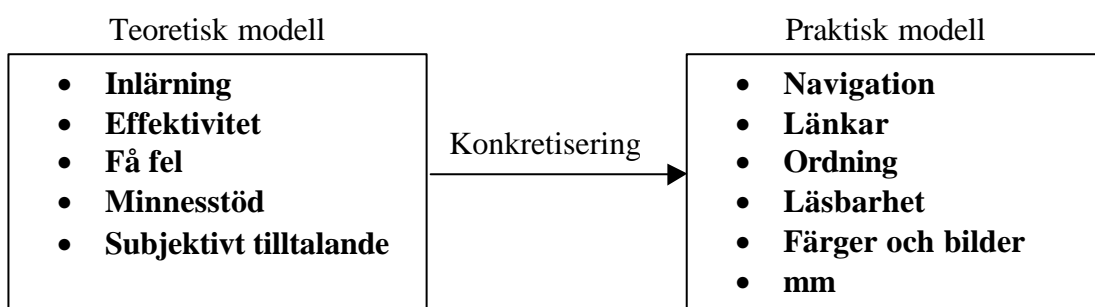 Teoretisk modell
• Inlärning
• Effektivitet
• Få fel
• Minnesstöd
• Subjektivt tilltalande
Konkretisering
Praktisk modell
• Navigation
• Länkar
• Ordning
• Läsbarhet
• Färger och bilder
• mm